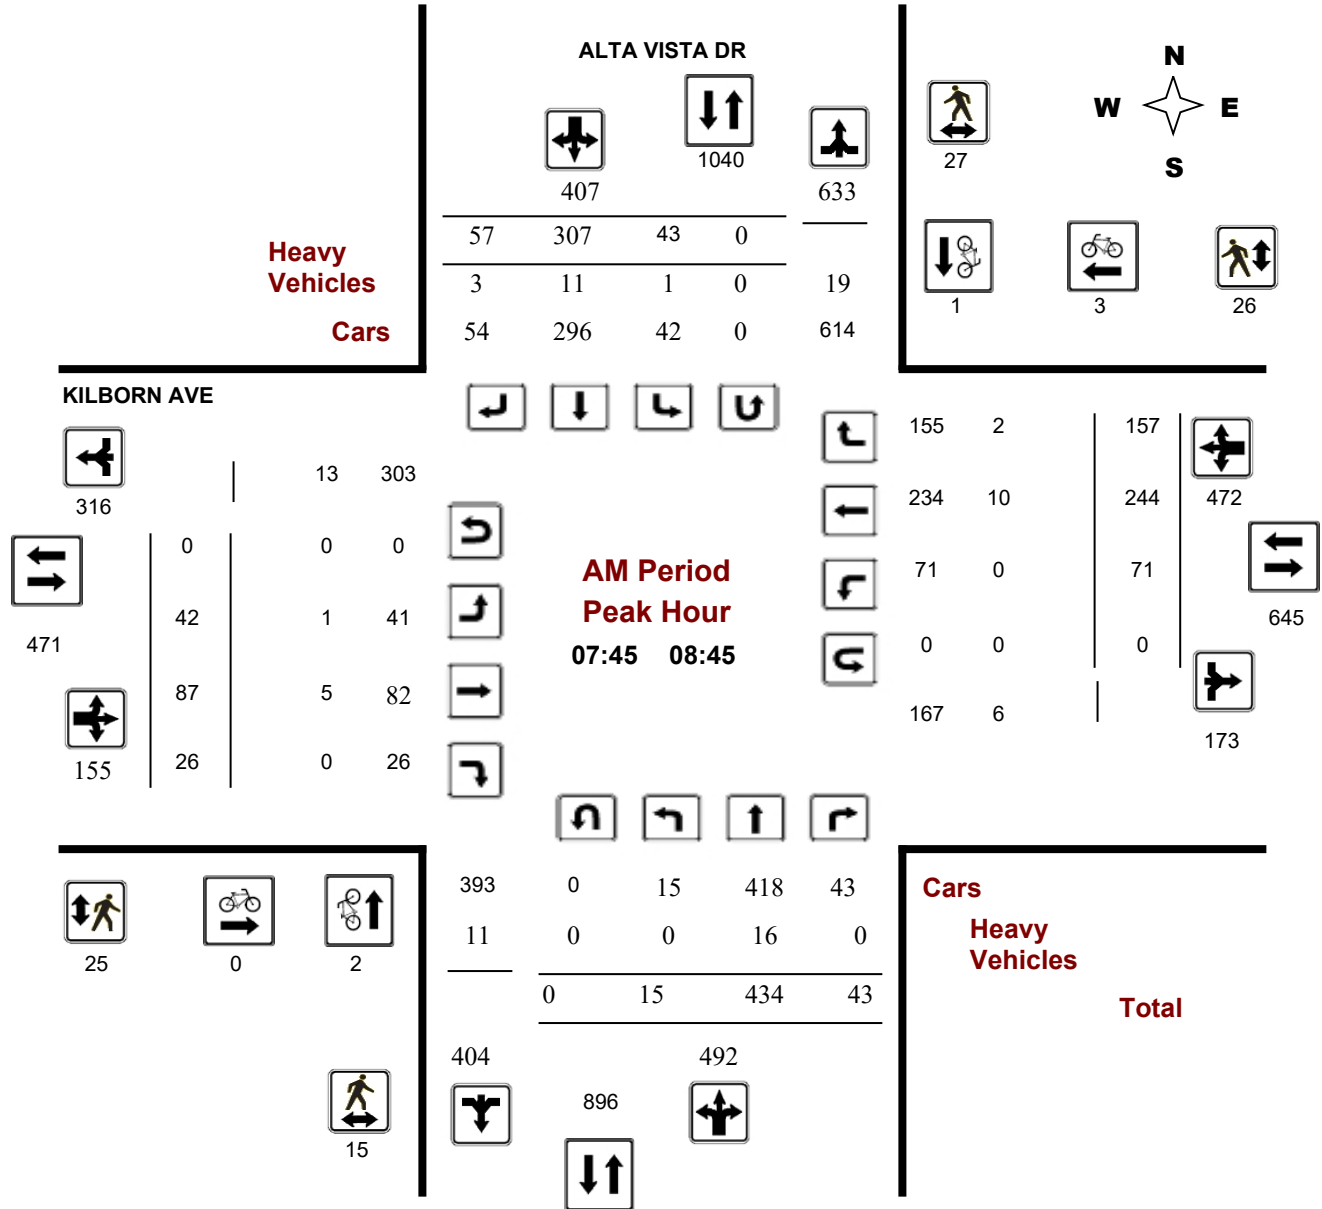 ALTA VISTA DR
N
W E
S
1040
27
407 633
57 307 43 0
Heavy
Vehicles
3 11 1 0 19
1 3 26
Cars
54 296 42 0 614
KILBORN AVE
155 2 157
13 303
316
234 10 244 472
0 0 0
AM Period
71 0 71
Peak Hour
42 1 41
645
471
07:45 08:45
0 0 0
87 5 82
167 6
173
155 26 0 26
393 0 15 418 43
Cars
11 0 0 16 0
Heavy
Vehicles
25 0 2
0 15 434 43
Total
404 492
896
15